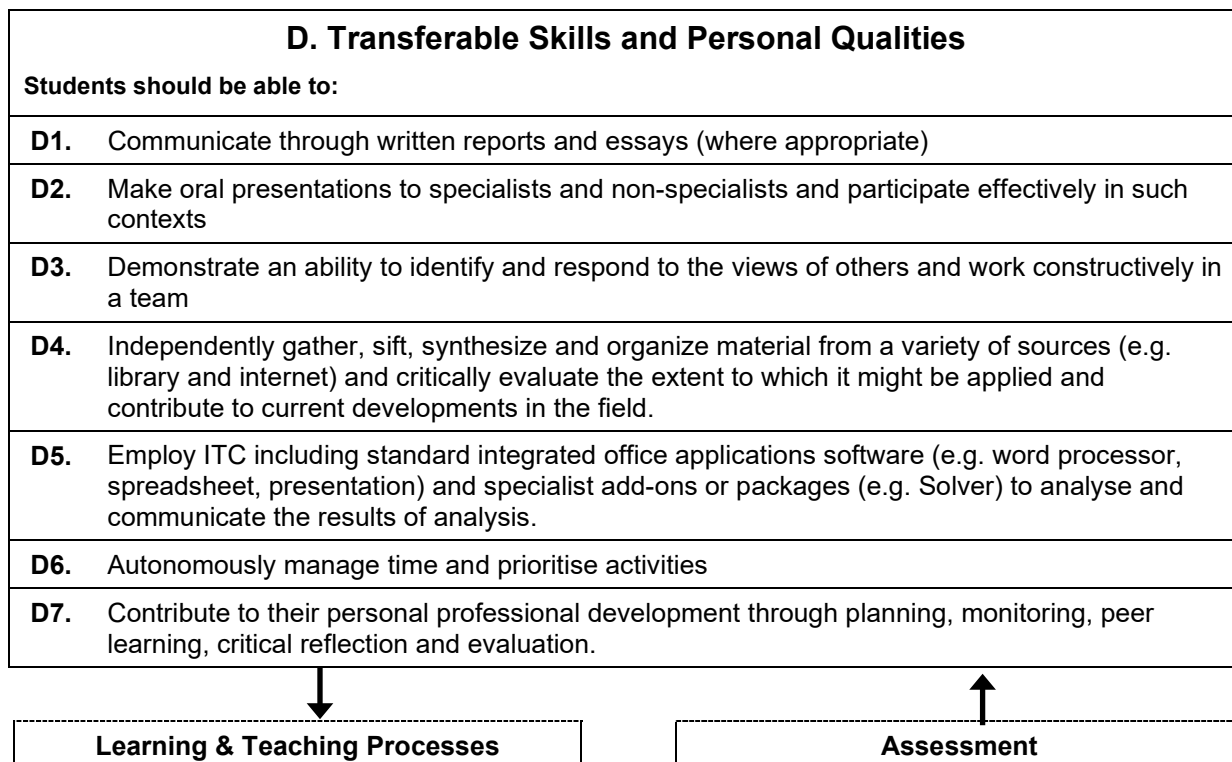 D. Transferable Skills and Personal Qualities
Students should be able to:
D1. Communicate through written reports and essays (where appropriate)
D2. Make oral presentations to specialists and non-specialists and participate effectively in such
contexts
D3. Demonstrate an ability to identify and respond to the views of others and work constructively in
a team
D4. Independently gather, sift, synthesize and organize material from a variety of sources (e.g.
library and internet) and critically evaluate the extent to which it might be applied and
contribute to current developments in the field.
D5. Employ ITC including standard integrated office applications software (e.g. word processor,
spreadsheet, presentation) and specialist add-ons or packages (e.g. Solver) to analyse and
communicate the results of analysis.
D6. Autonomously manage time and prioritise activities
D7. Contribute to their personal professional development through planning, monitoring, peer
learning, critical reflection and evaluation.
Learning & Teaching Processes
Assessment